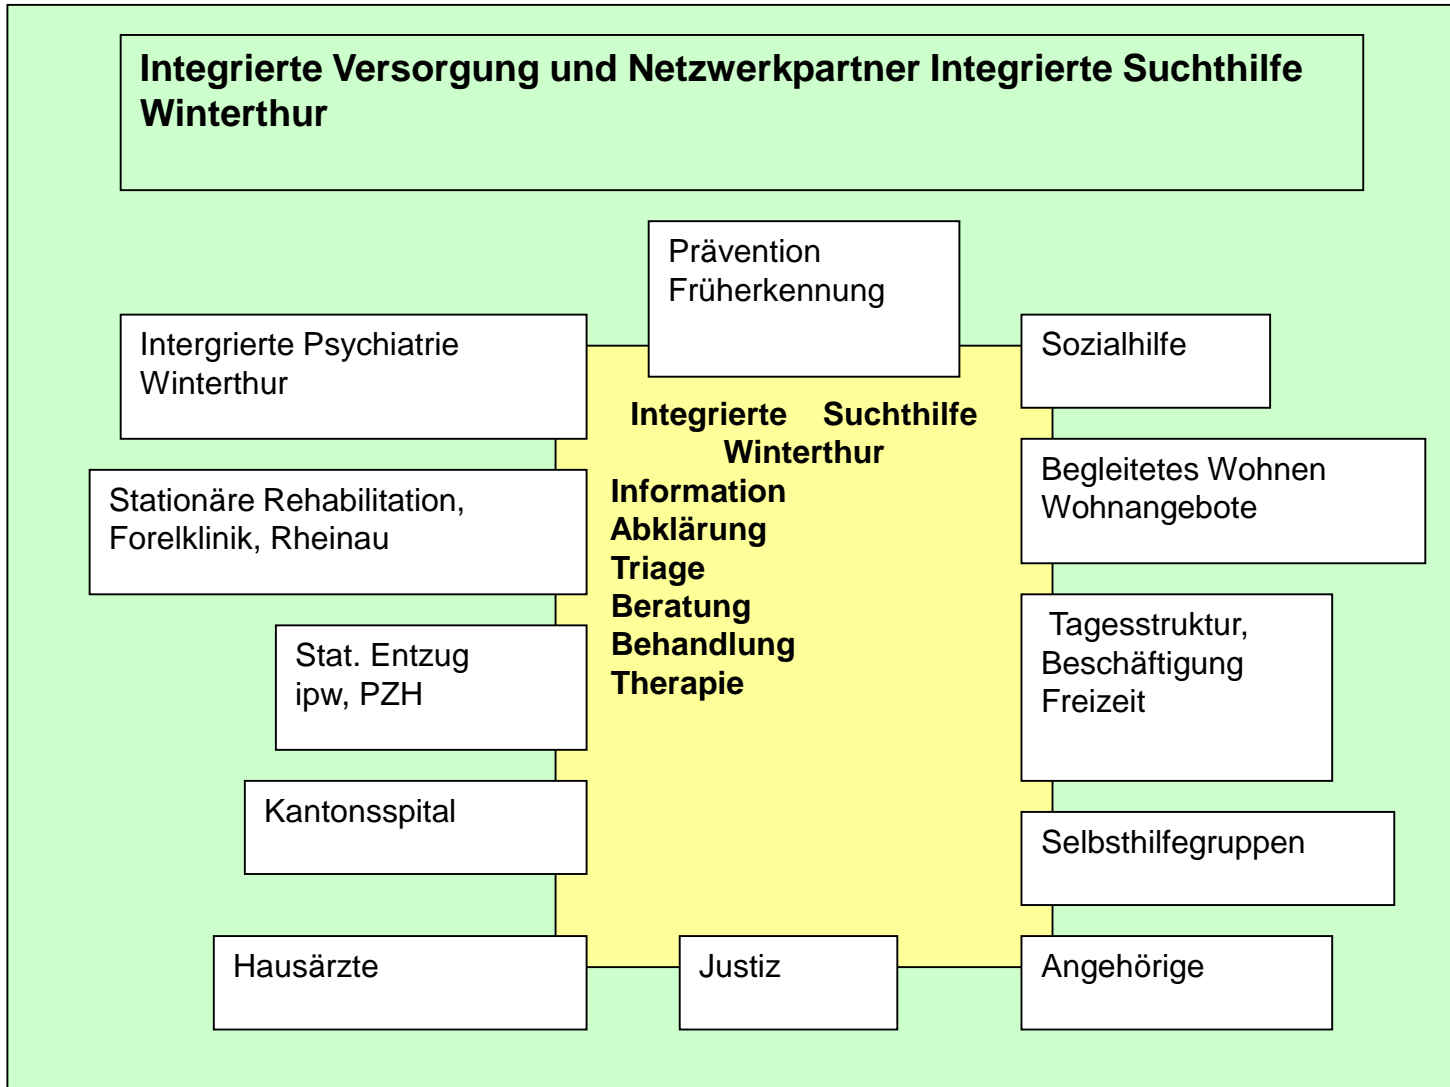 Integrierte Versorgung und Netzwerkpartner Integrierte Suchthilfe
Winterthur
Prävention
Früherkennung
Intergrierte Psychiatrie
Winterthur
Sozialhilfe
Integrierte Suchthilfe
Winterthur
Information
Abklärung
Triage
Beratung
Behandlung
Therapie
Stationäre Rehabilitation,
Forelklinik, Rheinau
Begleitetes Wohnen
Wohnangebote
Stat. Entzug
ipw, PZH
Tagesstruktur,
Beschäftigung
Freizeit
Kantonsspital
Selbsthilfegruppen
Hausärzte
Justiz
Angehörige